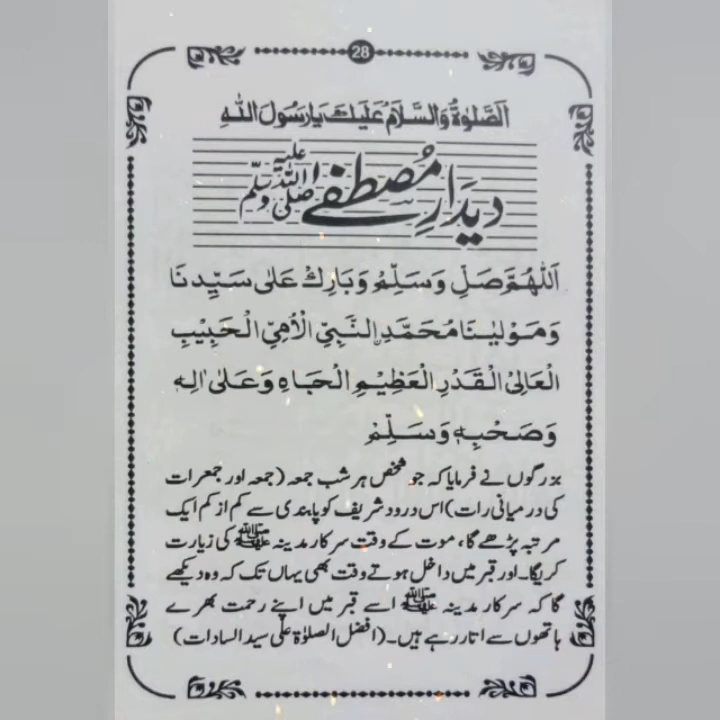 28
اَلصَّلٰوةُ وَالسَّلَامُ عَلَيْكَ يَارَسُوْلَ اللّٰهِ
دیدارِ مُصطفٰے صلی اللہ علیہ وسلم
اَللّٰهُمَّ صَلِّ وَسَلِّمْ وَبَارِكْ عَلٰى سَيِّدِنَا
وَمَوْلٰينَا مُحَمَّدِ ِۨالنَّبِيِّ الْاُمِّيِّ الْحَبِيْبِ
الْعَالِى الْقَدْرِ الْعَظِيْمِ الْجَاهِ وَعَلٰى اٰلِهٖ
وَصَحْبِهٖ وَسَلِّمْ
بزرگوں نے فرمایا کہ جو شخص ہر شب جمعہ (جمعہ اور جمعرات
کی درمیانی رات) اس درود شریف کو پابندی سے کم از کم ایک
مرتبہ پڑھے گا، موت کے وقت سرکار مدینہ ﷺ کی زیارت
کریگا۔ اور قبر میں داخل ہوتے وقت بھی یہاں تک کہ وہ دیکھے
گا کہ سرکار مدینہ ﷺ اسے قبر میں اپنے رحمت بھرے
ہاتھوں سے اتار رہے ہیں۔ (افضل الصلوٰۃ علٰی سید السادات)